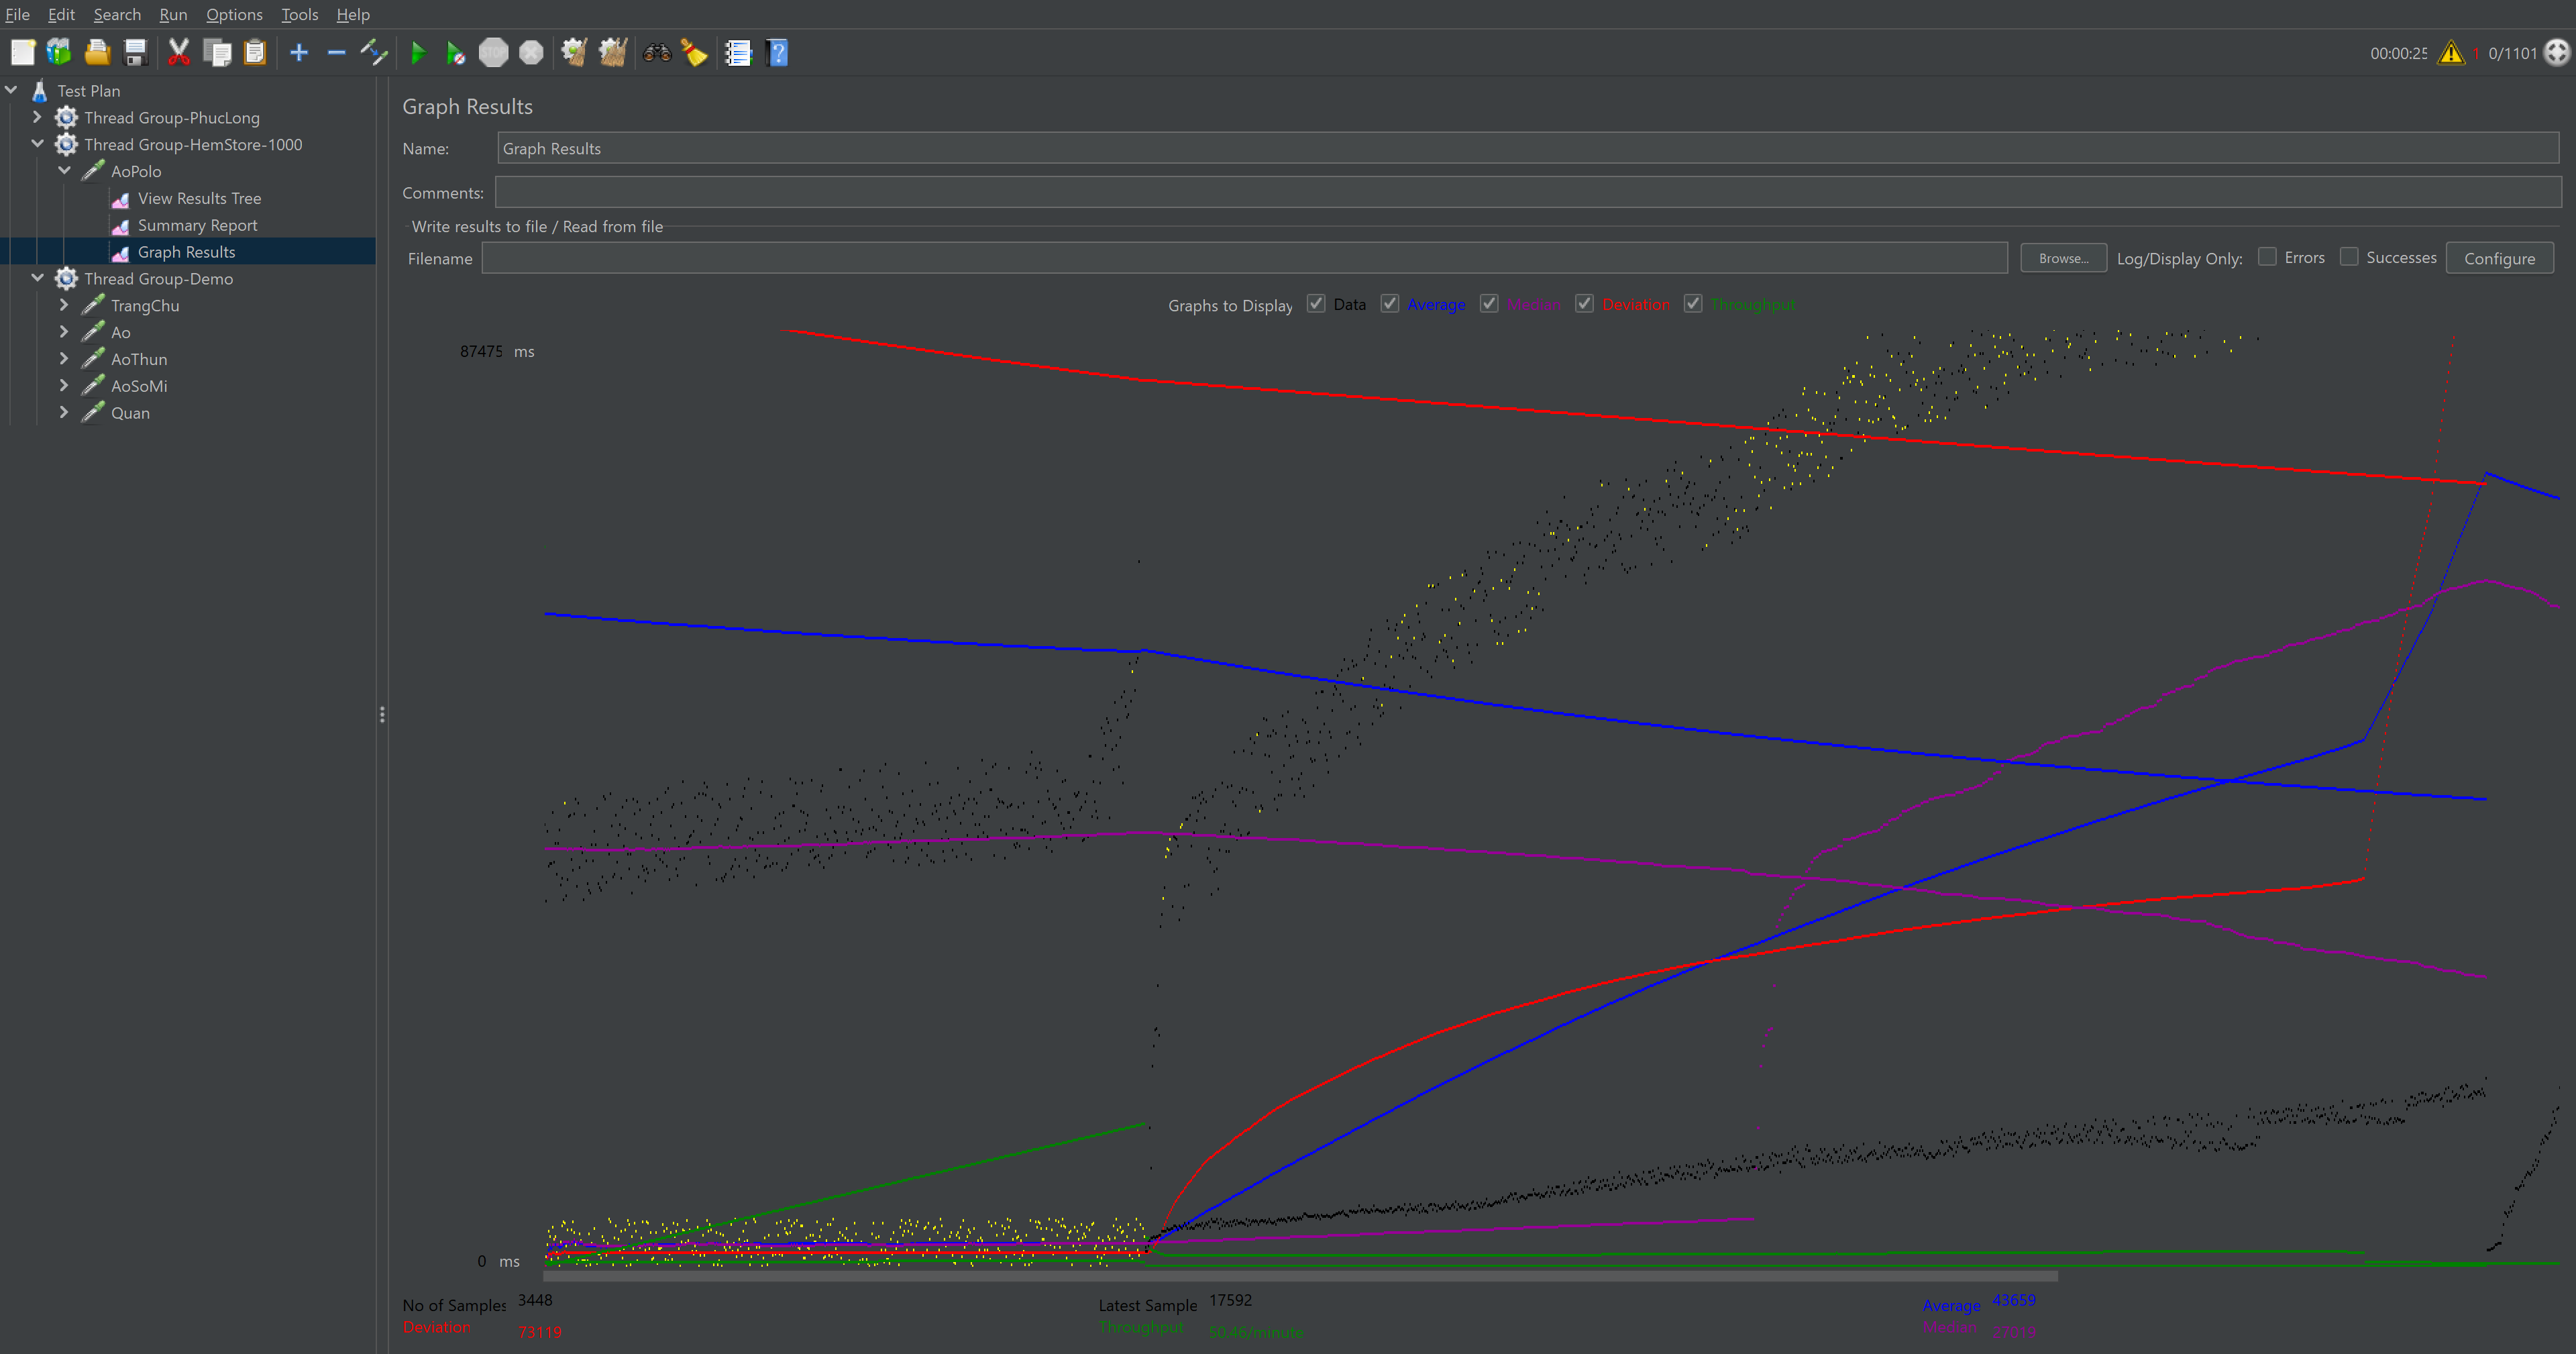 File Edit Search Run Options Tools Help
STOP
00:00:25 1 0/1101
Test Plan
Thread Group-PhucLong
Thread Group-HemStore-1000
AoPolo
View Results Tree
Summary Report
Graph Results
Thread Group-Demo
TrangChu
Ao
AoThun
AoSoMi
Quan
Graph Results
Name: Graph Results
Comments:
Write results to file / Read from file
Filename Browse... Log/Display Only: Errors Successes Configure
Graphs to Display Data Average Median Deviation Throughput
87475 ms
0 ms
No of Samples 3448 Latest Sample 17592 Average 43659
Deviation 73119 Throughput 50.46/minute Median